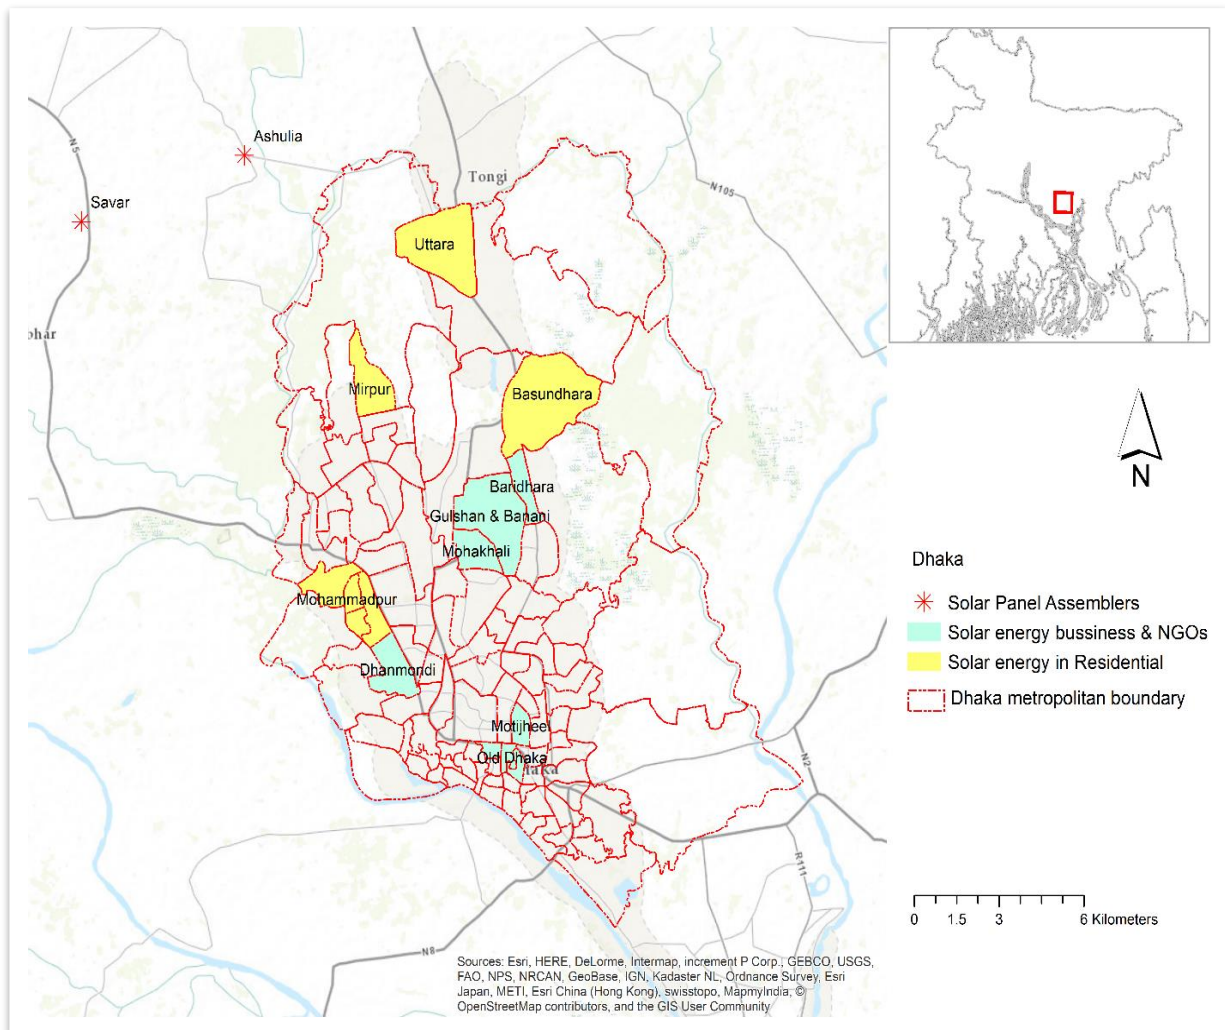 Ashulia
N5
Savar
Tongi
N105
Uttara
Mirpur
Basundhara
Baridhara
Gulshan & Banani
Mohakhali
Mohammadpur
Dhanmondi
Motijheel
Old Dhaka
N2
R111
N8
N
Dhaka
Solar Panel Assemblers
Solar energy bussiness & NGOs
Solar energy in Residential
Dhaka metropolitan boundary
0 1.5 3 6 Kilometers
Sources: Esri, HERE, DeLorme, Intermap, increment P Corp., GEBCO, USGS,
FAO, NPS, NRCAN, GeoBase, IGN, Kadaster NL, Ordnance Survey, Esri
Japan, METI, Esri China (Hong Kong), swisstopo, MapmyIndia, ©
OpenStreetMap contributors, and the GIS User Community